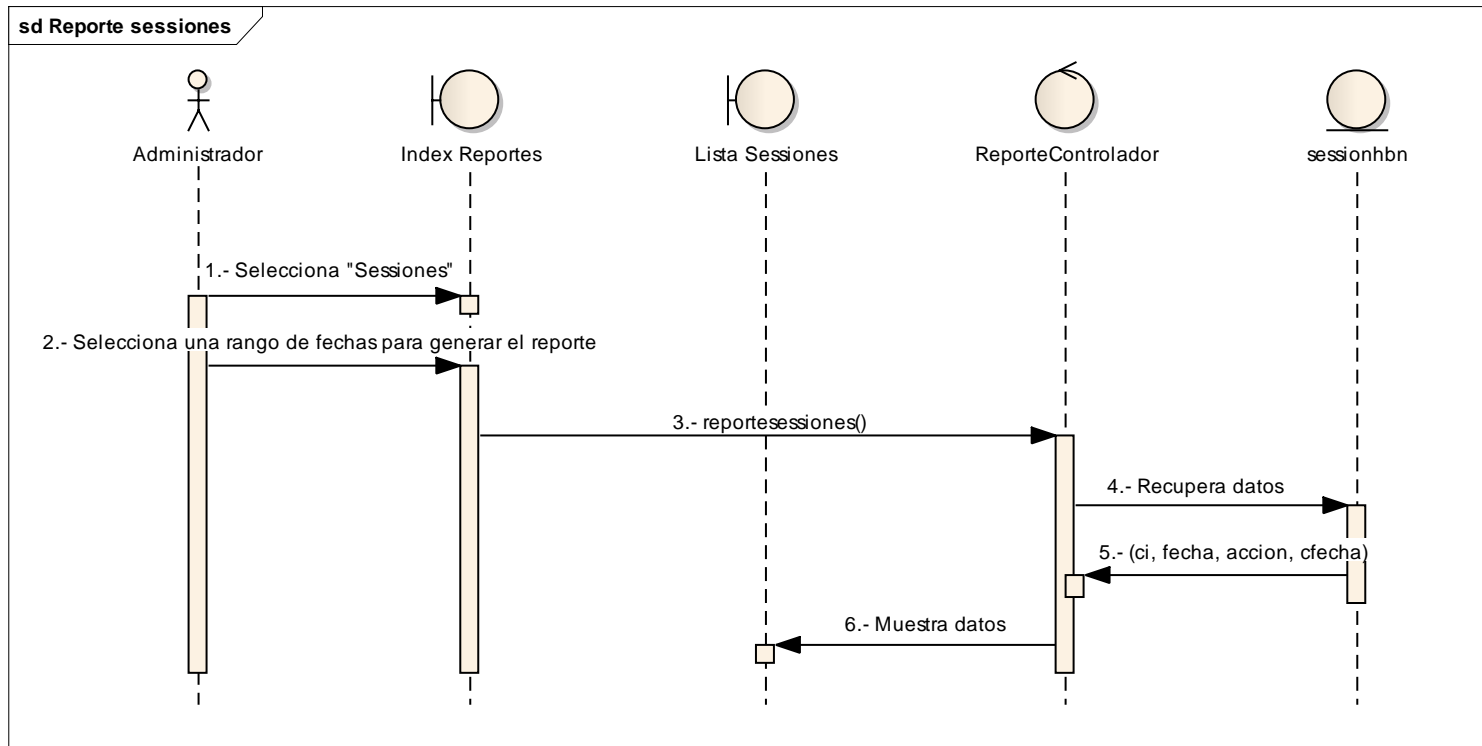 sd Reporte sessiones
Administrador
Index Reportes
Lista Sessiones
ReporteControlador
sessionhbn
1.- Selecciona "Sessiones"
2.- Selecciona una rango de fechas para generar el reporte
3.- reportesessiones()
4.- Recupera datos
5.- (ci, fecha, accion, cfecha)
6.- Muestra datos